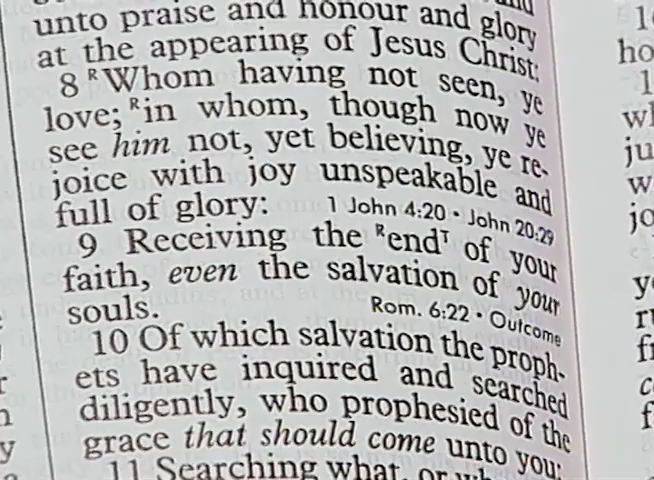 unto praise and honour and glory
at the appearing of Jesus Christ:
8 ᴿWhom having not seen, ye
love; ᴿin whom, though now ye
see him not, yet believing, ye re-
joice with joy unspeakable and
full of glory: 1 John 4:20 • John 20:29
9 Receiving the ᴿendᵀ of your
faith, even the salvation of your
souls. Rom. 6:22 • Outcome
10 Of which salvation the proph-
ets have inquired and searched
diligently, who prophesied of the
grace that should come unto you:
11 Searching what, or